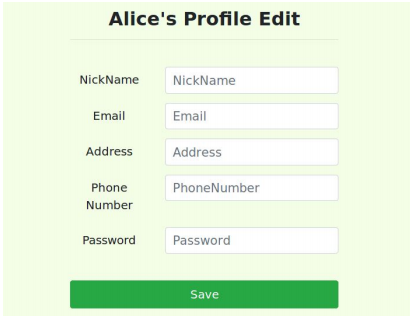 Alice's Profile Edit
NickName NickName
Email Email
Address Address
Phone Number PhoneNumber
Password Password
Save